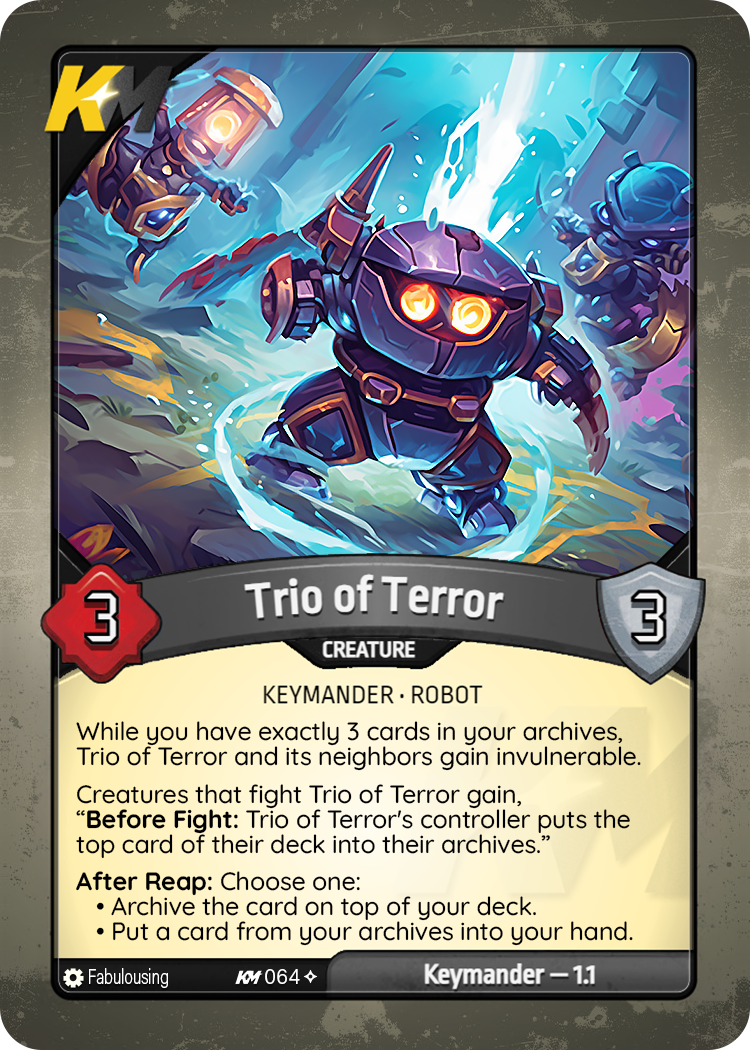 KM
3
Trio of Terror
3
CREATURE
KEYMANDER • ROBOT
While you have exactly 3 cards in your archives,
Trio of Terror and its neighbors gain invulnerable.
Creatures that fight Trio of Terror gain,
“Before Fight: Trio of Terror's controller puts the
top card of their deck into their archives.”
After Reap: Choose one:
• Archive the card on top of your deck.
• Put a card from your archives into your hand.
Fabulousing
KM 064
Keymander — 1.1